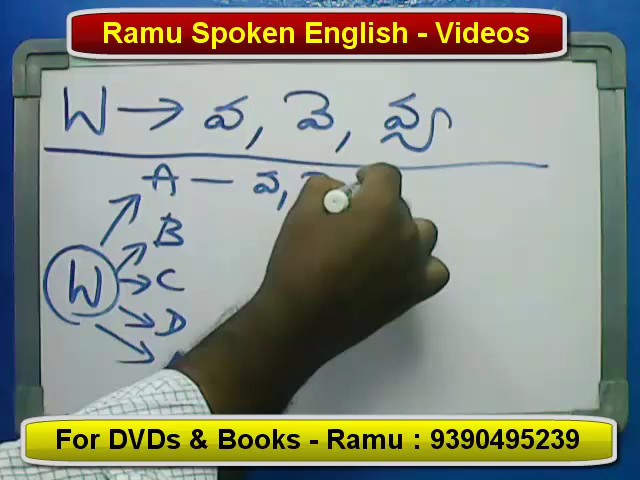 Ramu Spoken English - Videos
W → వ, వె, వ్యు
A — వ,
B
W → C
D
For DVDs & Books - Ramu : 9390495239